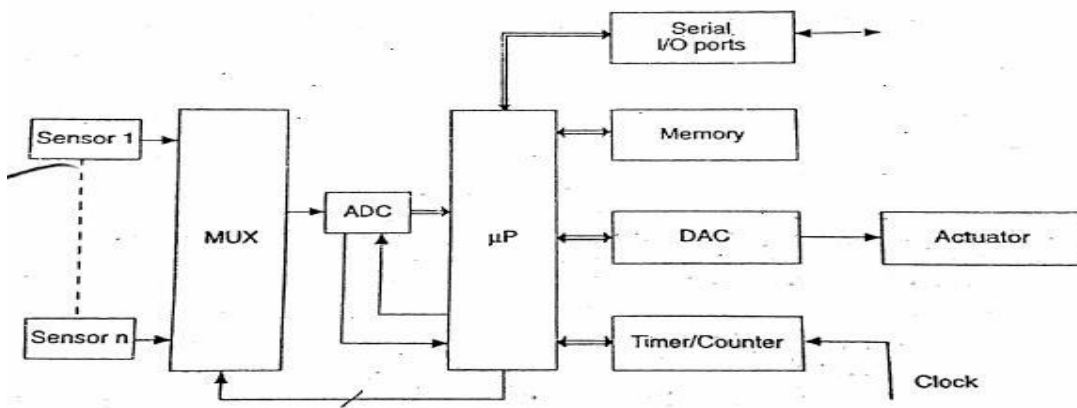 Serial
I/O ports
Sensor 1
Memory
MUX
ADC
μP
DAC
Actuator
Sensor n
Timer/Counter
Clock